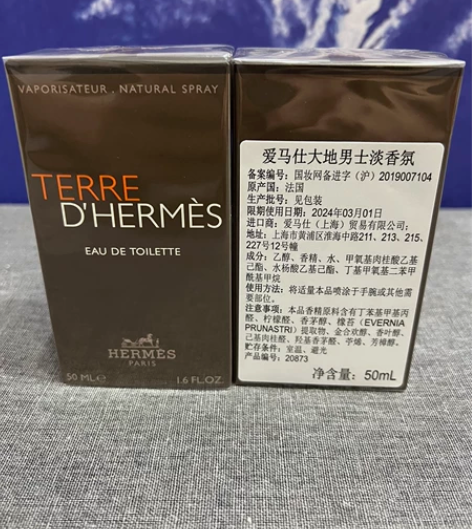 VAPORISATEUR . NATURAL SPRAY
TERRE
D'HERMÈS
EAU DE TOILETTE
HERMÈS
PARIS
50 ML℮ 1.6 FL.OZ.
爱马仕大地男士淡香氛
备案编号：国妆网备进字（沪）2019007104
原产国：法国
生产批号：见包装
限期使用日期：2024年03月01日
进口商：爱马仕（上海）贸易有限公司；
地址：上海市黄浦区淮海中路211、213、215、
227号12号幢
成分：乙醇、香精、水、甲氧基肉桂酸乙基
己酯、水杨酸乙基己酯、丁基甲氧基二苯甲
酰基甲烷
使用方法：将适量本品喷涂于手腕或其他需
要部位。
注意事项：本品香精原料含有丁苯基甲基丙
醛、柠檬醛、香茅醇、橡苔（EVERNIA
PRUNASTRI）提取物、金合欢醇、香叶醇、
己基肉桂醛、羟基香茅醛、苧烯、芳樟醇。
贮存条件：室温、避光
产品编号：20873
净含量：50mL